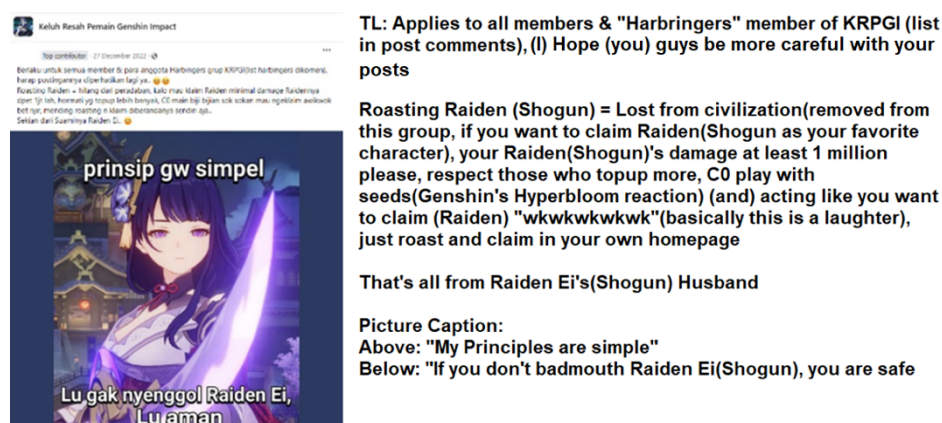 Keluh Resah Pemain Genshin Impact
Top contributor · 27 December 2022 ·
Berlaku untuk semua member & para anggota Harbingers grup KRPGI(list harbingers dikomen),
harap postingannya diperhatikan lagi ya..
Roasting Raiden = hilang dari peradaban, kalo mau klaim Raiden minimal damage Raidennya
1jt lah, hormati yg topup lebih banyak, C0 main biji bijian sok sokan mau ngeklaim awikwok
bet njir, mending roasting n klaim diberandanya sendiri aja..
Sekian dari Suaminya Raiden Ei..
prinsip gw simpel
Lu gak nyenggol Raiden Ei,
Lu aman
TL: Applies to all members & "Harbringers" member of KRPGI (list
in post comments), (I) Hope (you) guys be more careful with your
posts
Roasting Raiden (Shogun) = Lost from civilization(removed from
this group, if you want to claim Raiden(Shogun as your favorite
character), your Raiden(Shogun)'s damage at least 1 million
please, respect those who topup more, C0 play with
seeds(Genshin's Hyperbloom reaction) (and) acting like you want
to claim (Raiden) "wkwkwkwkwk"(basically this is a laughter),
just roast and claim in your own homepage
That's all from Raiden Ei's(Shogun) Husband
Picture Caption:
Above: "My Principles are simple"
Below: "If you don't badmouth Raiden Ei(Shogun), you are safe